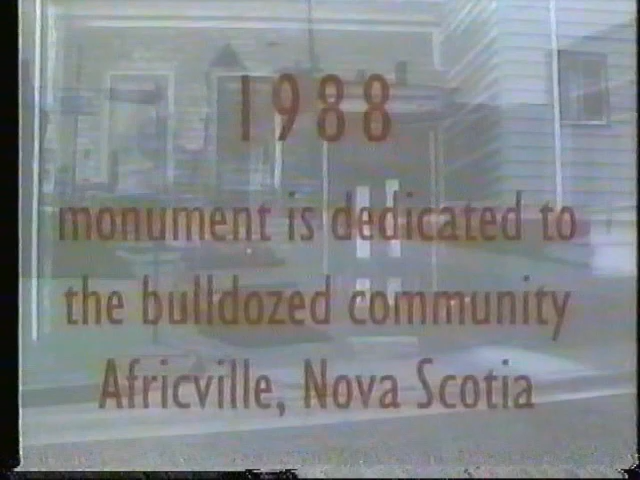 1988
monument is dedicated to
the bulldozed community
Africville, Nova Scotia